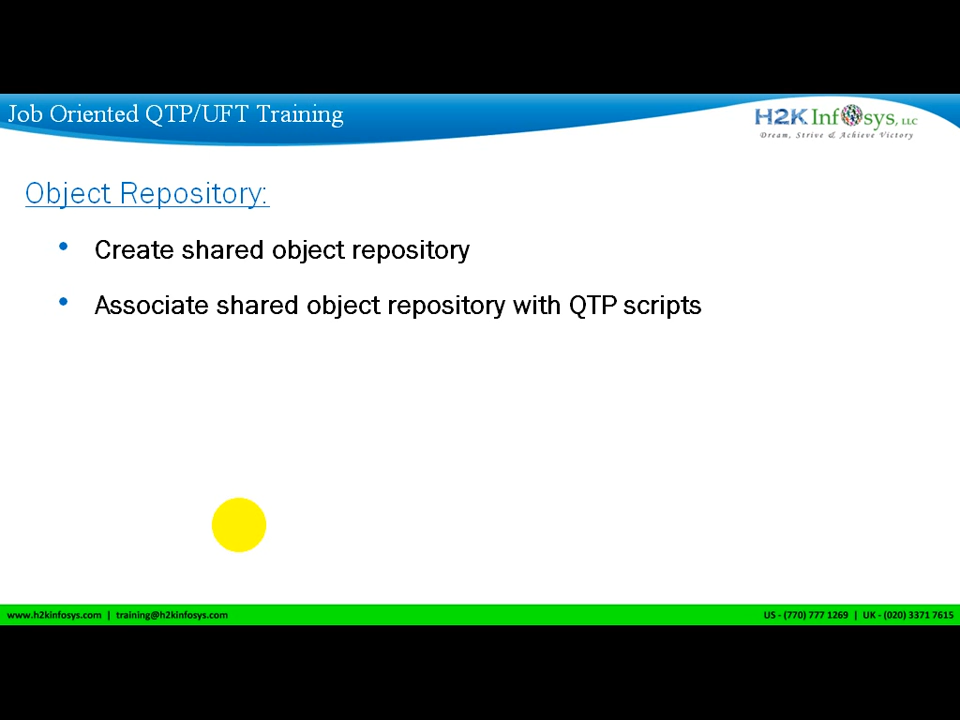 Job Oriented QTP/UFT Training
H2K Infosys, LLC
Dream, Strive & Achieve Victory
Object Repository:
• Create shared object repository
• Associate shared object repository with QTP scripts
www.h2kinfosys.com | training@h2kinfosys.com
US - (770) 777 1269 | UK - (020) 3371 7615